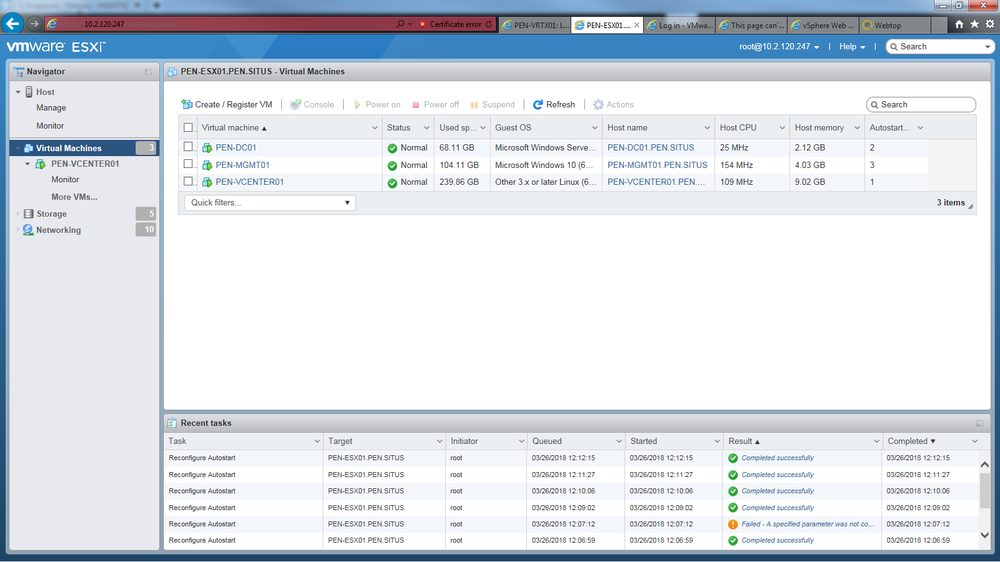 https://10.2.120.247/ui/#/host/vms
Certificate error
PEN-VRTX01: L...
PEN-ESX01....
Log in - VMwa...
This page can'...
vSphere Web ...
Webtop
vmware ESXi™
root@10.2.120.247
Help
Search
Navigator
Host
Manage
Monitor
Virtual Machines 3
PEN-VCENTER01
Monitor
More VMs...
Storage 5
Networking 10
PEN-ESX01.PEN.SITUS - Virtual Machines
Create / Register VM
Console
Power on
Power off
Suspend
Refresh
Actions
Search
Virtual machine Status Used sp... Guest OS Host name Host CPU Host memory Autostart...
PEN-DC01 Normal 68.11 GB Microsoft Windows Serve... PEN-DC01.PEN.SITUS 25 MHz 2.12 GB 2
PEN-MGMT01 Normal 104.11 GB Microsoft Windows 10 (6... PEN-MGMT01.PEN.SITUS 154 MHz 4.03 GB 3
PEN-VCENTER01 Normal 239.86 GB Other 3.x or later Linux (6... PEN-VCENTER01.PEN.... 109 MHz 9.02 GB 1
Quick filters...
3 items
Recent tasks
Task Target Initiator Queued Started Result Completed
Reconfigure Autostart PEN-ESX01.PEN.SITUS root 03/26/2018 12:12:15 03/26/2018 12:12:15 Completed successfully 03/26/2018 12:12:15
Reconfigure Autostart PEN-ESX01.PEN.SITUS root 03/26/2018 12:11:27 03/26/2018 12:11:27 Completed successfully 03/26/2018 12:11:27
Reconfigure Autostart PEN-ESX01.PEN.SITUS root 03/26/2018 12:10:06 03/26/2018 12:10:06 Completed successfully 03/26/2018 12:10:06
Reconfigure Autostart PEN-ESX01.PEN.SITUS root 03/26/2018 12:09:02 03/26/2018 12:09:02 Completed successfully 03/26/2018 12:09:02
Reconfigure Autostart PEN-ESX01.PEN.SITUS root 03/26/2018 12:07:12 03/26/2018 12:07:12 Failed - A specified parameter was not co... 03/26/2018 12:07:12
Reconfigure Autostart PEN-ESX01.PEN.SITUS root 03/26/2018 12:06:59 03/26/2018 12:06:59 Completed successfully 03/26/2018 12:06:59